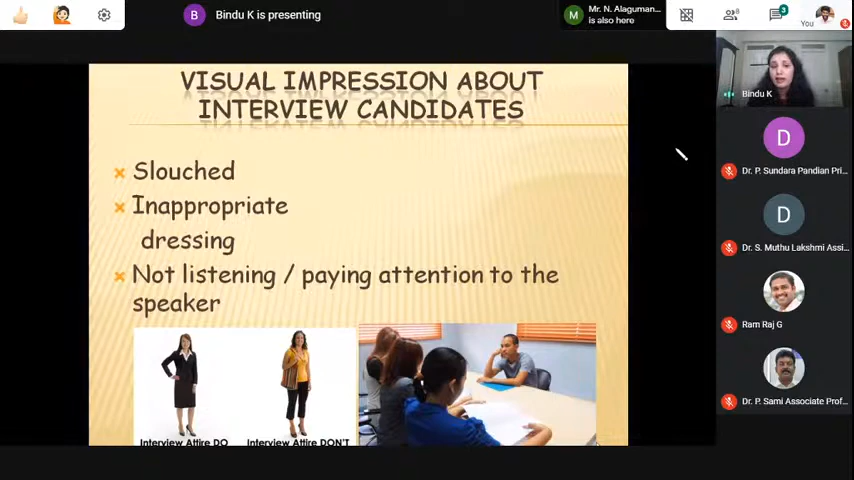 B
Bindu K is presenting
M
Mr. N. Alaguman...
is also here
8
3
You
VISUAL IMPRESSION ABOUT
INTERVIEW CANDIDATES
Slouched
Inappropriate
dressing
Not listening / paying attention to the
speaker
Interview Attire DO
Interview Attire DON'T
Bindu K
D
Dr. P. Sundara Pandian Pri...
D
Dr. S. Muthu Lakshmi Assi...
Ram Raj G
Dr. P. Sami Associate Prof...